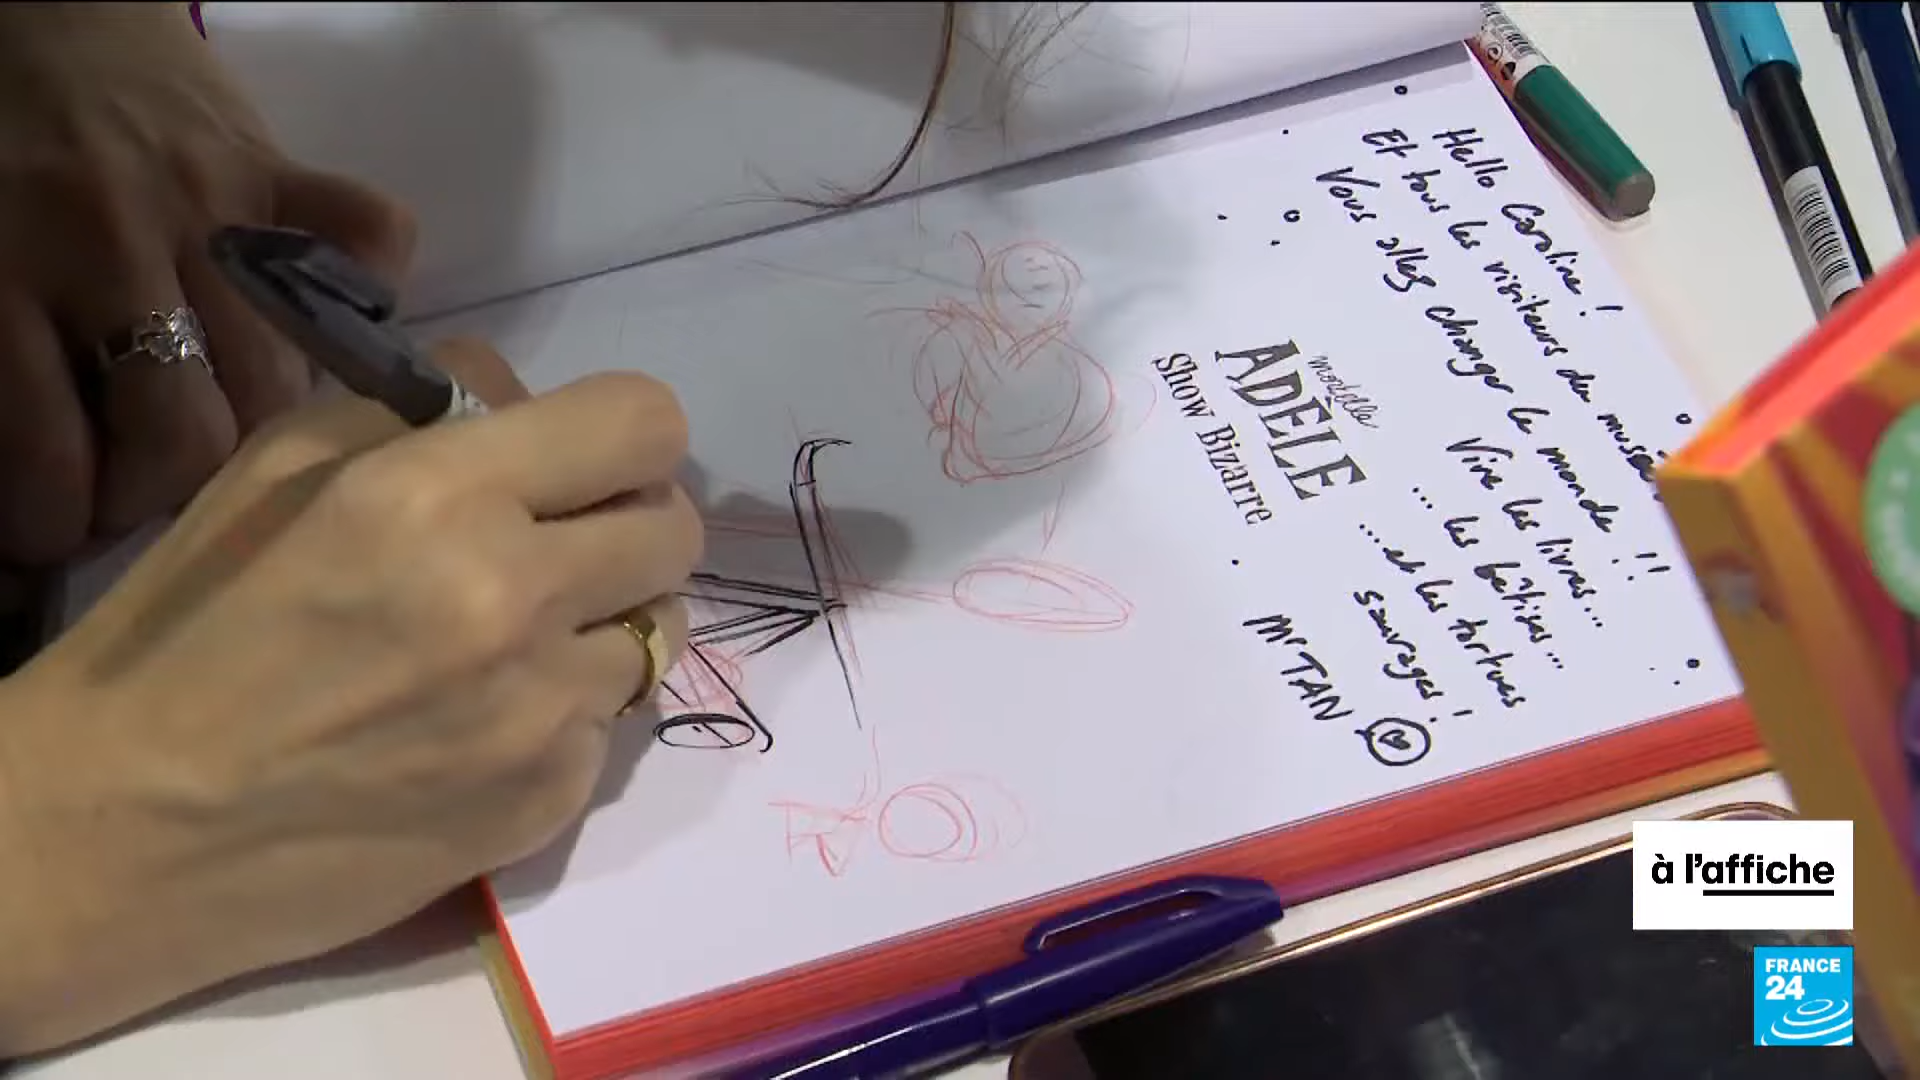 Hello Caroline !
Et tous les visiteurs du musée
Vous allez changer le monde !!
Vive les livres...
... les bêtises...
... et les tortues
sauvages !
Mr TAN
mortelle
ADÈLE
Show Bizarre
à l'affiche
FRANCE
24